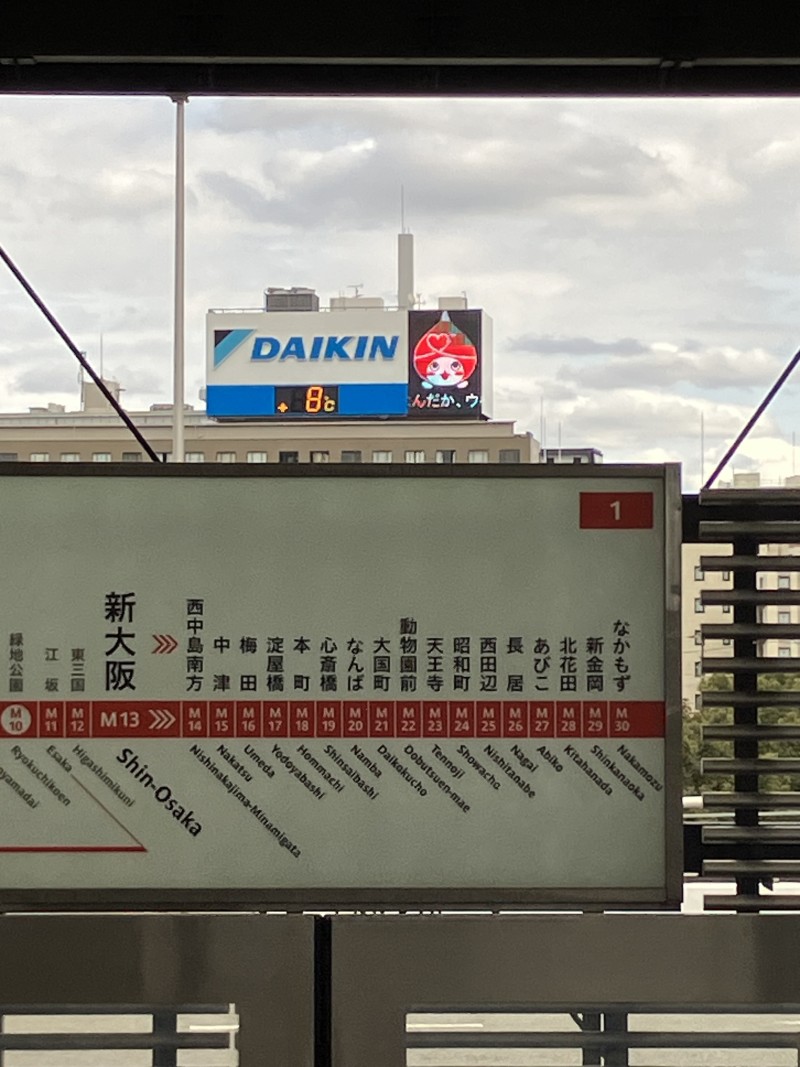 DAIKIN
+ 8℃
んだか、ウ
1
緑地公園
江坂
東三国
新大阪
西中島南方
中津
梅田
淀屋橋
本町
心斎橋
なんば
大国町
動物園前
天王寺
昭和町
西田辺
長居
あびこ
北花田
新金岡
なかもず
M10 M11 M12 M13 M14 M15 M16 M17 M18 M19 M20 M21 M22 M23 M24 M25 M26 M27 M28 M29 M30
Ryokuchikoen
Esaka
Higashimikuni
Shin-Osaka
Nishinakajima-Minamigata
Nakatsu
Umeda
Yodoyabashi
Hommachi
Shinsaibashi
Namba
Daikokucho
Dobutsuen-mae
Tennoji
Showacho
Nishitanabe
Nagai
Abiko
Kitahanada
Shinkanaoka
Nakamozu